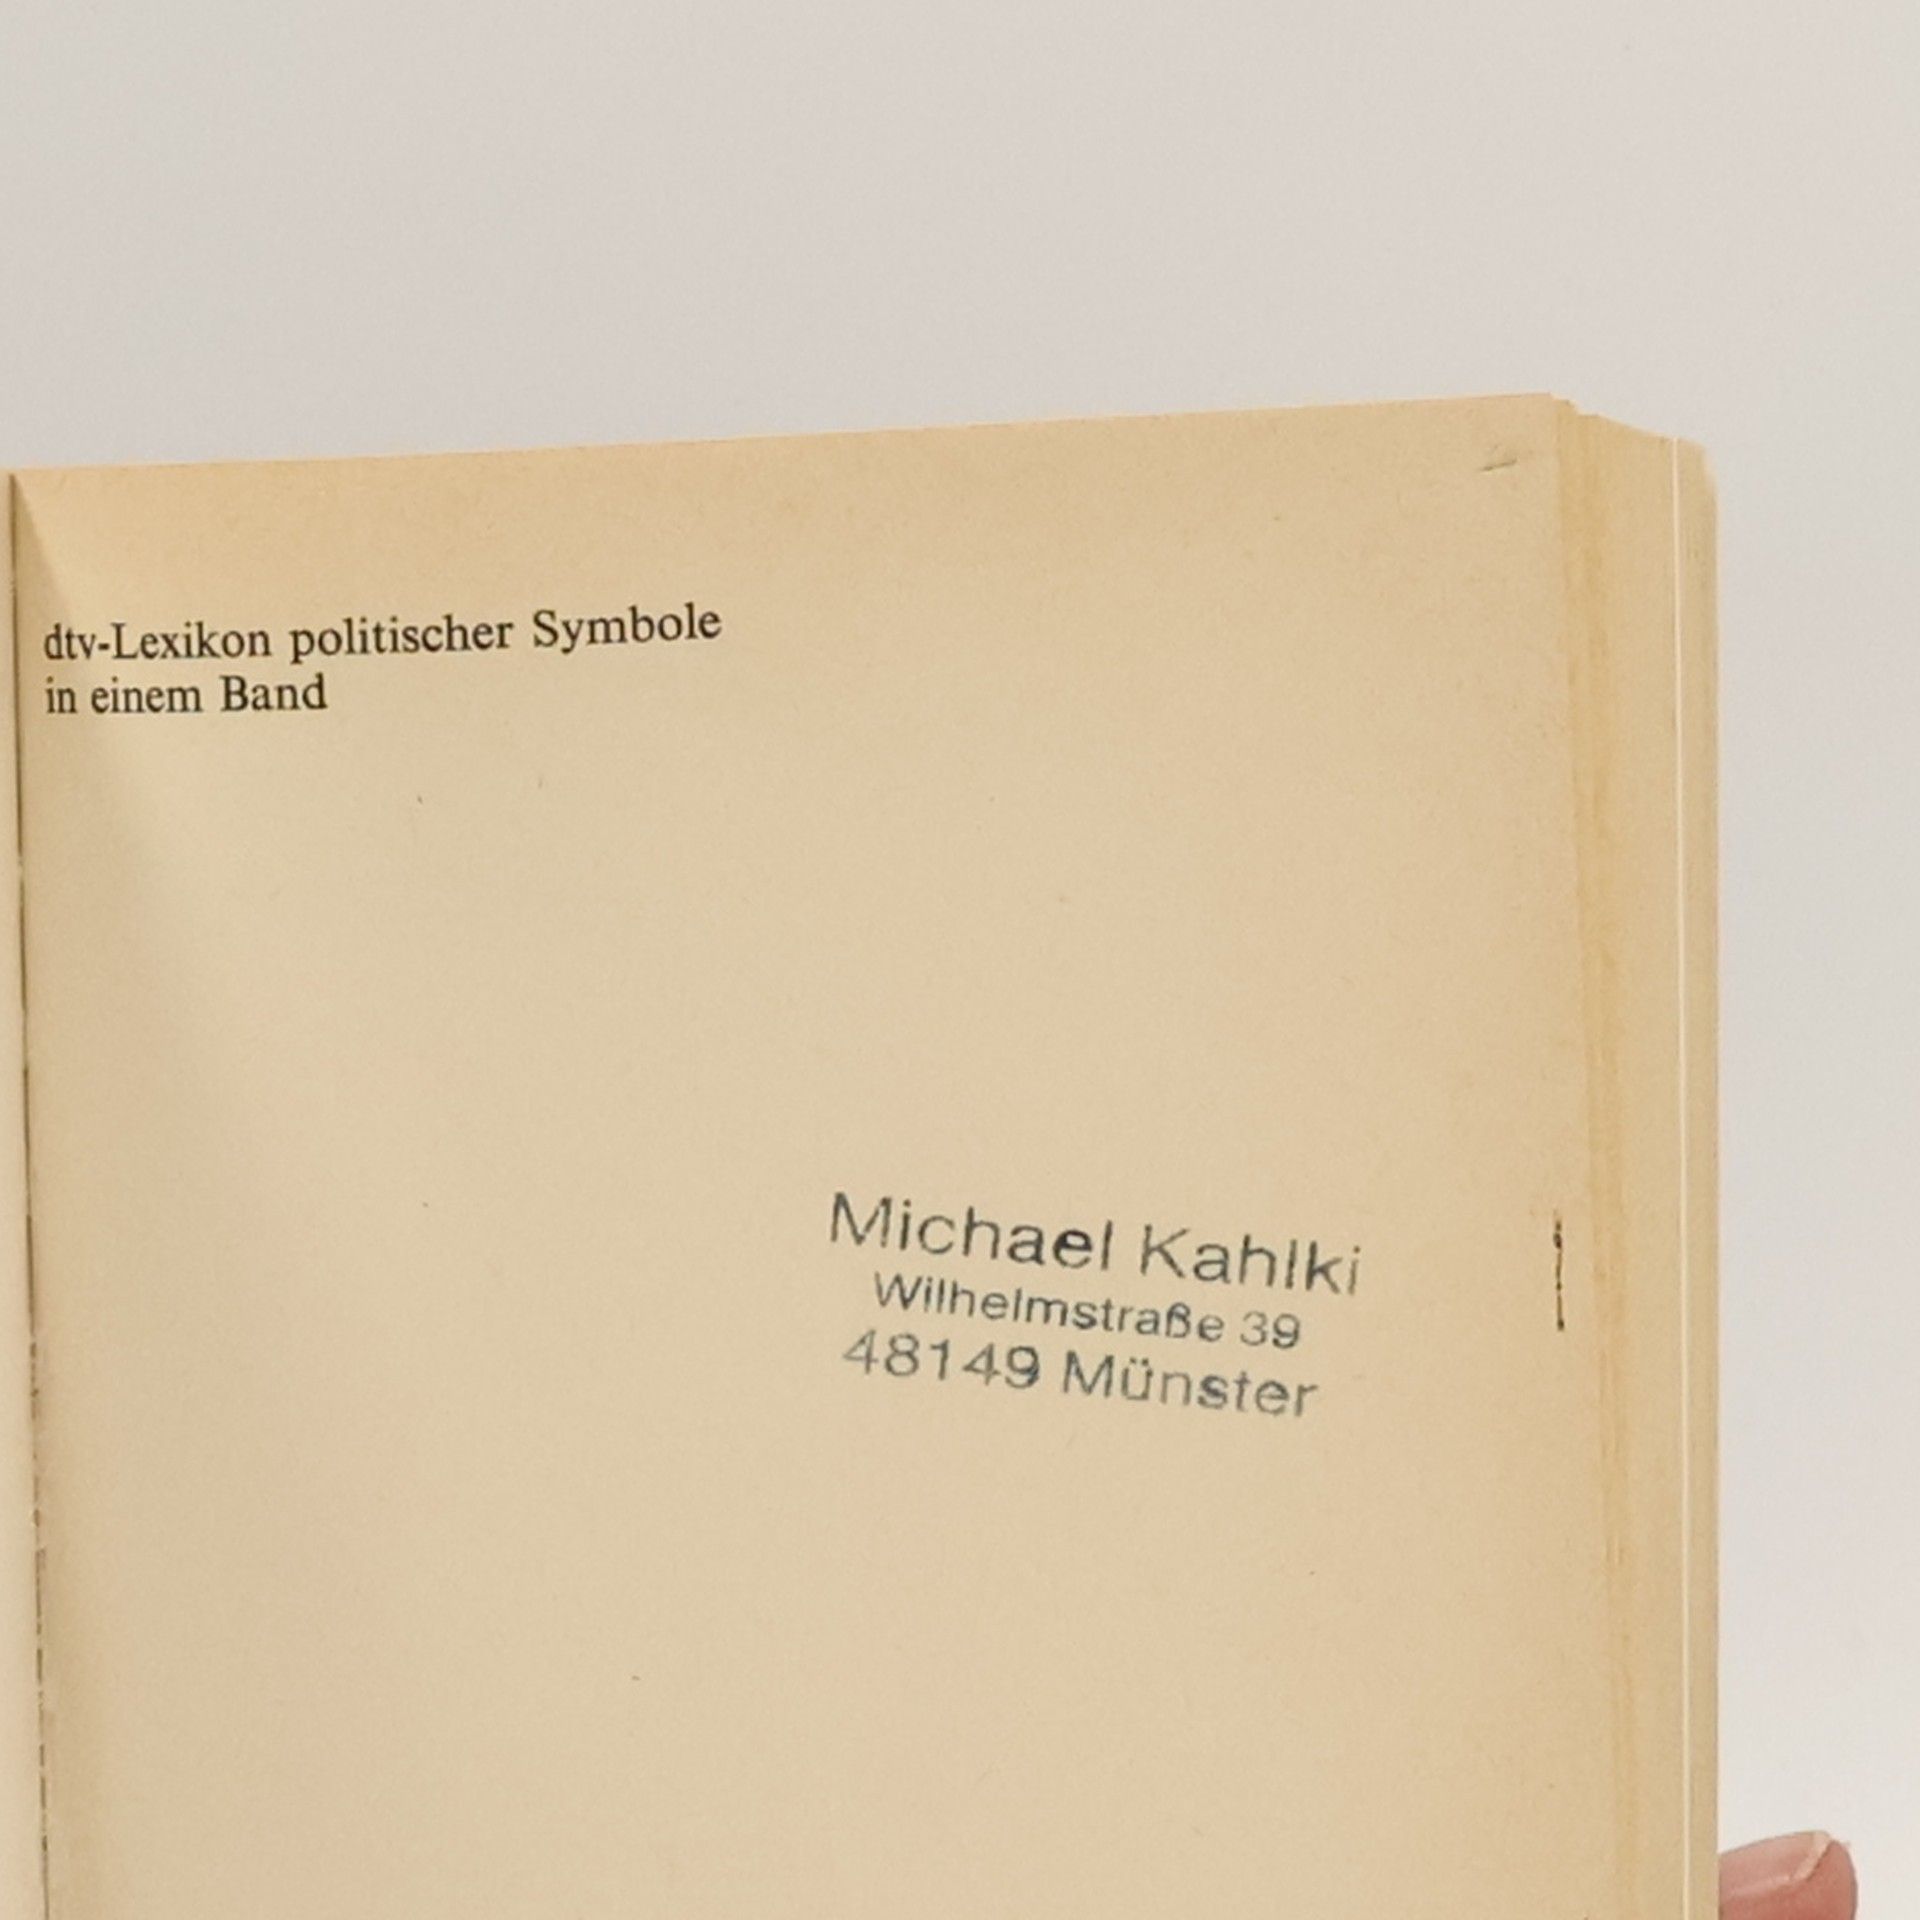 dtv-Lexikon politischer Symbole
in einem Band
Michael Kahlki
Wilhelmstraße 39
48149 Münster